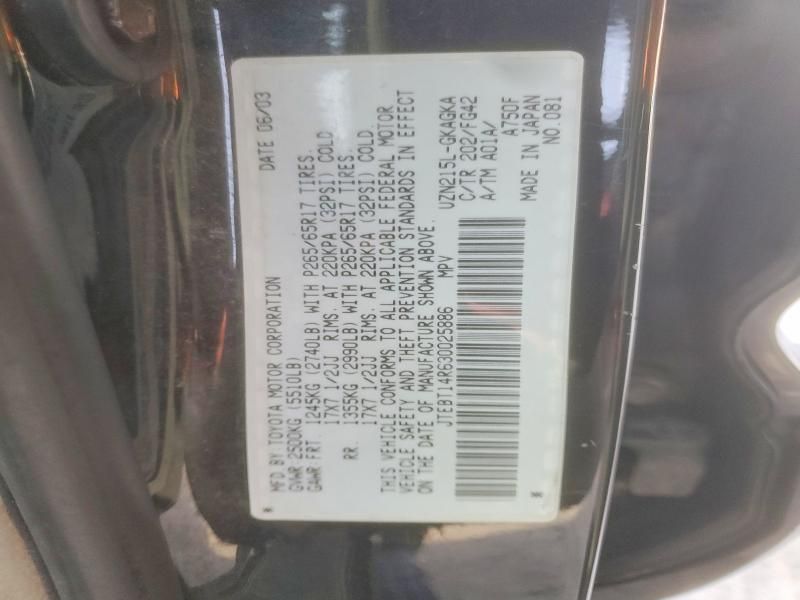 MFD BY TOYOTA MOTOR CORPORATION DATE 06/03
GVWR 2500KG (5510LB)
GAWR FRT. 1245KG (2740LB) WITH P265/65R17 TIRES.
17X7 1/2JJ RIMS. AT 220KPA (32PSI) COLD
RR. 1355KG (2990LB) WITH P265/65R17 TIRES.
17X7 1/2JJ RIMS. AT 220KPA (32PSI) COLD.
THIS VEHICLE CONFORMS TO ALL APPLICABLE FEDERAL MOTOR
VEHICLE SAFETY AND THEFT PREVENTION STANDARDS IN EFFECT
ON THE DATE OF MANUFACTURE SHOWN ABOVE.
JTEBT14R630025886 MPV
UZN215L-GKAGKA
C/TR 202/FG42
A/TM A01A/
A750F
MADE IN JAPAN
NO.081